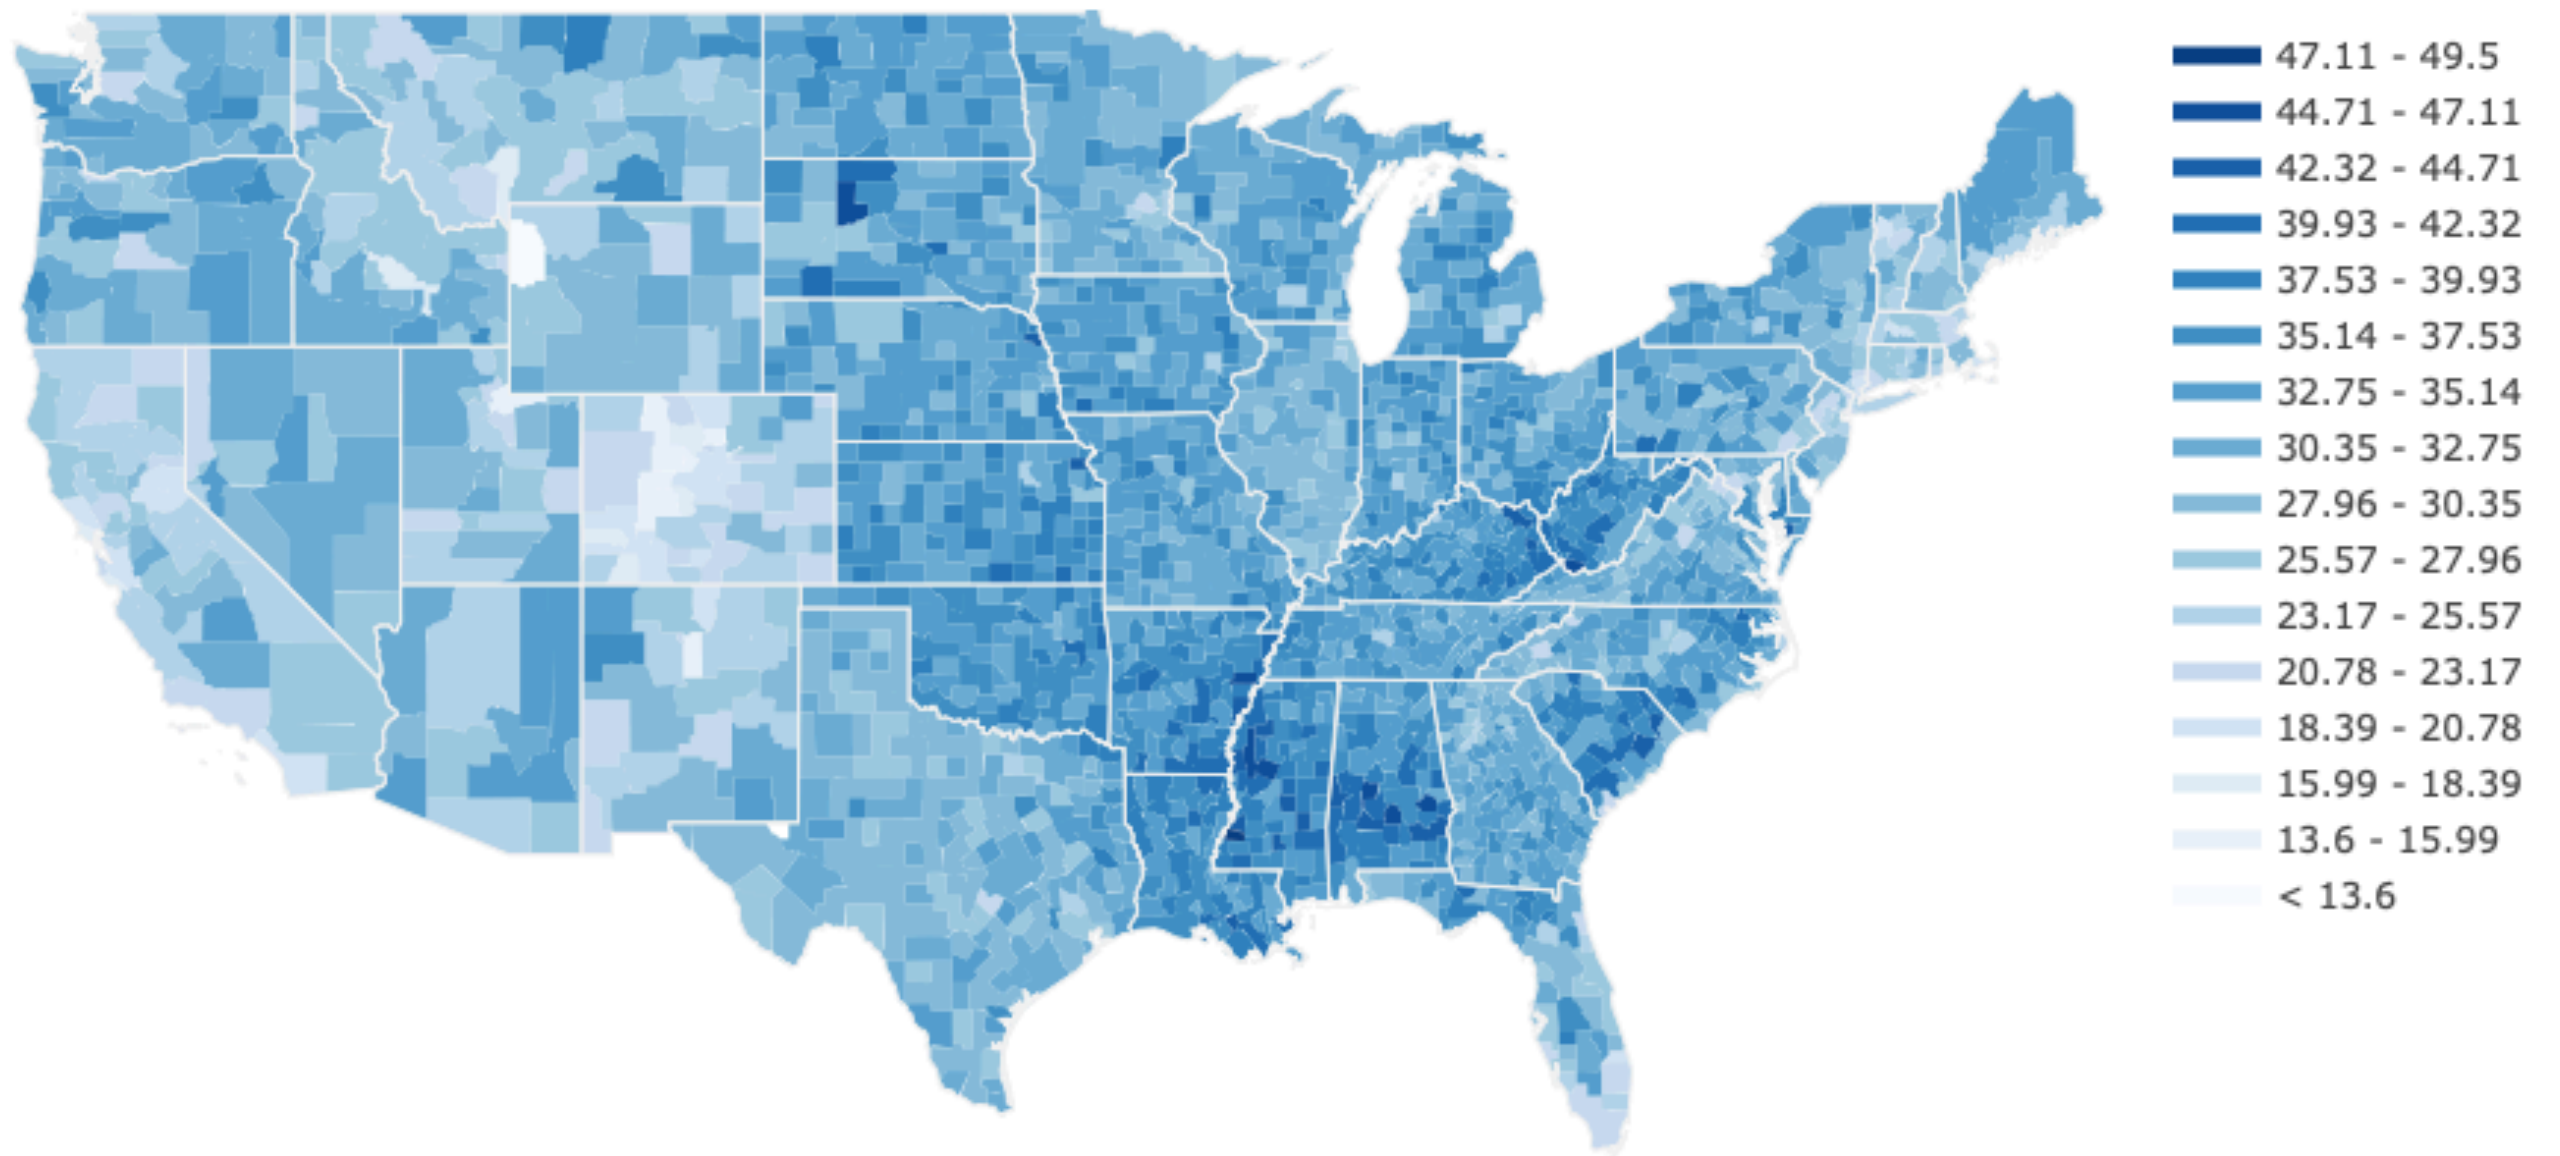 47.11 - 49.5
44.71 - 47.11
42.32 - 44.71
39.93 - 42.32
37.53 - 39.93
35.14 - 37.53
32.75 - 35.14
30.35 - 32.75
27.96 - 30.35
25.57 - 27.96
23.17 - 25.57
20.78 - 23.17
18.39 - 20.78
15.99 - 18.39
13.6 - 15.99
< 13.6